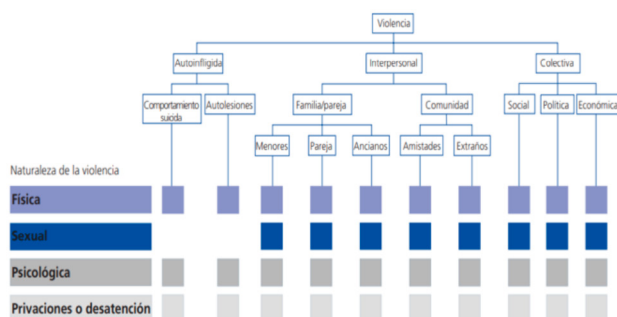 Violencia
Autoinfligida
Interpersonal
Colectiva
Comportamiento
suicida
Autolesiones
Familia/pareja
Comunidad
Social
Política
Económica
Menores
Pareja
Ancianos
Amistades
Extraños
Naturaleza de la violencia
Física
Sexual
Psicológica
Privaciones o desatención